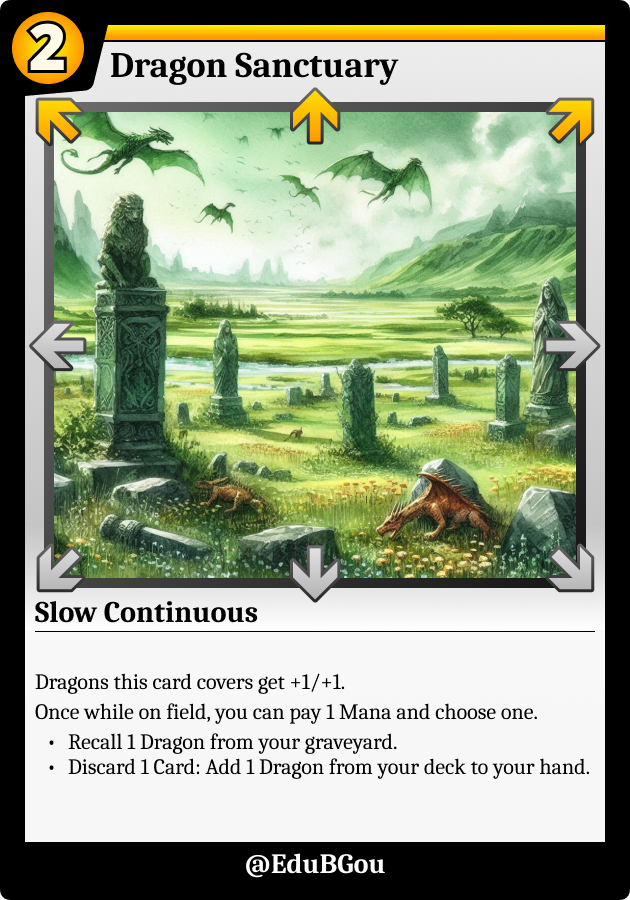 2
Dragon Sanctuary
Slow Continuous
Dragons this card covers get +1/+1.
Once while on field, you can pay 1 Mana and choose one.
• Recall 1 Dragon from your graveyard.
• Discard 1 Card: Add 1 Dragon from your deck to your hand.
@EduBGou